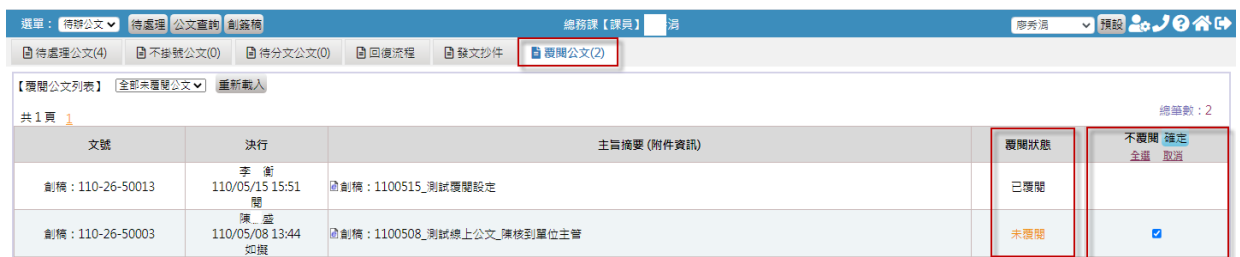 選單： 待辦公文 待處理 公文查詢 創簽稿 總務課【課員】 涓 廖秀涓 預設
待處理公文(4) 不掛號公文(0) 待分文公文(0) 回復流程 發文抄件 覆閱公文(2)
【覆閱公文列表】 全部未覆閱公文 重新載入
共1頁 1 總筆數：2
文號 決行 主旨摘要 (附件資訊) 覆閱狀態 不覆閱 確定
全選 取消
李 衡
創稿：110-26-50013 110/05/15 15:51 創稿：1100515_測試覆閱設定 已覆閱
閱
陳 盛
創稿：110-26-50003 110/05/08 13:44 創稿：1100508_測試線上公文_陳核到單位主管 未覆閱
如擬